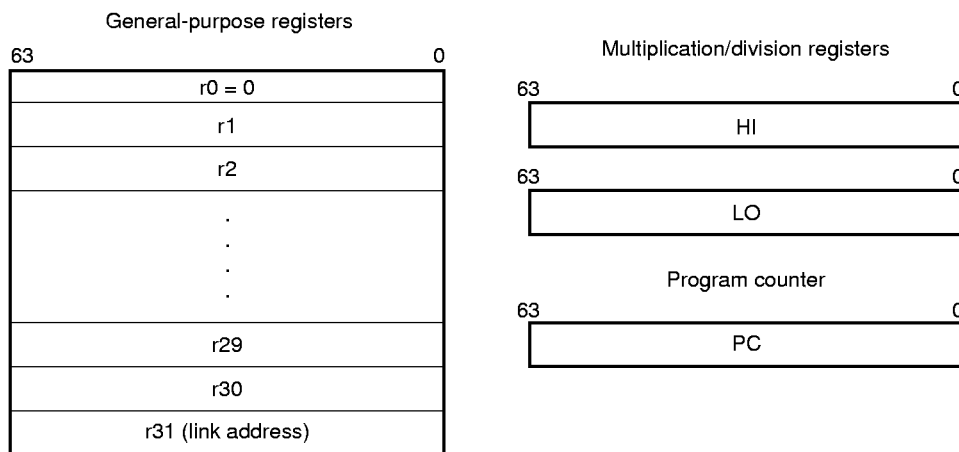 General-purpose registers
63 0
r0 = 0
r1
r2
.
.
.
.
r29
r30
r31 (link address)
Multiplication/division registers
63 0
HI
63 0
LO
Program counter
63 0
PC